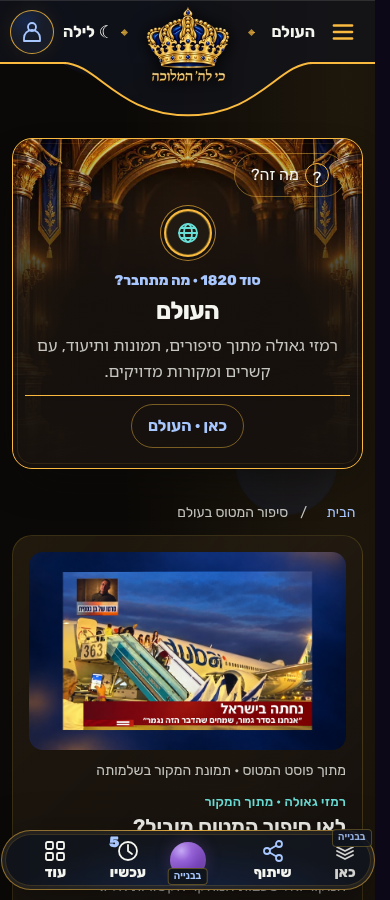 העולם
☾ לילה
כי לה' המלוכה
? מה זה?
סוד 1820 • מה מתחבר?
העולם
רמזי גאולה מתוך סיפורים, תמונות ותיעוד, עם
קשרים ומקורות מדויקים.
כאן • העולם
הבית / סיפור המטוס בעולם
363
dubai
נחתה בישראל
"אנחנו בסדר גמור, שמחים שהדבר הזה נגמר"
מתוך פוסט המטוס • תמונת המקור בשלמותה
רמזי גאולה • מתוך המקור
לאן סיפור המטוס מוביל?
בבנייה
כאן
שיתוף
בבנייה
5
עכשיו
עוד